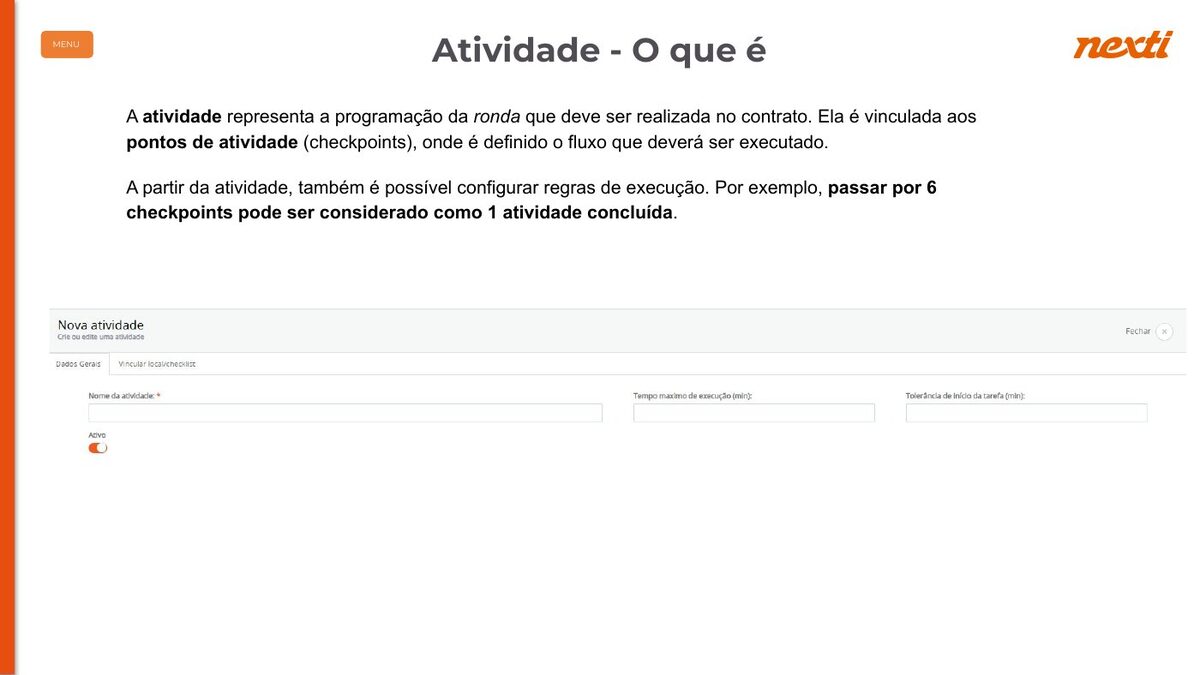 MENU
Atividade - O que é
nexti
A atividade representa a programação da ronda que deve ser realizada no contrato. Ela é vinculada aos
pontos de atividade (checkpoints), onde é definido o fluxo que deverá ser executado.
A partir da atividade, também é possível configurar regras de execução. Por exemplo, passar por 6
checkpoints pode ser considerado como 1 atividade concluída.
Nova atividade
Crie ou edite uma atividade
Fechar ×
Dados Gerais Vincular local/checklist
Nome da atividade: * Tempo maximo de execução (min): Tolerância de início da tarefa (min):
Ativo